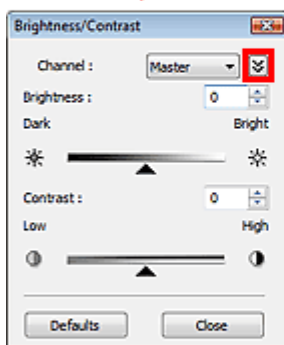 Brightness/Contrast
Channel : Master
Brightness : 0
Dark Bright
Contrast : 0
Low High
Defaults Close